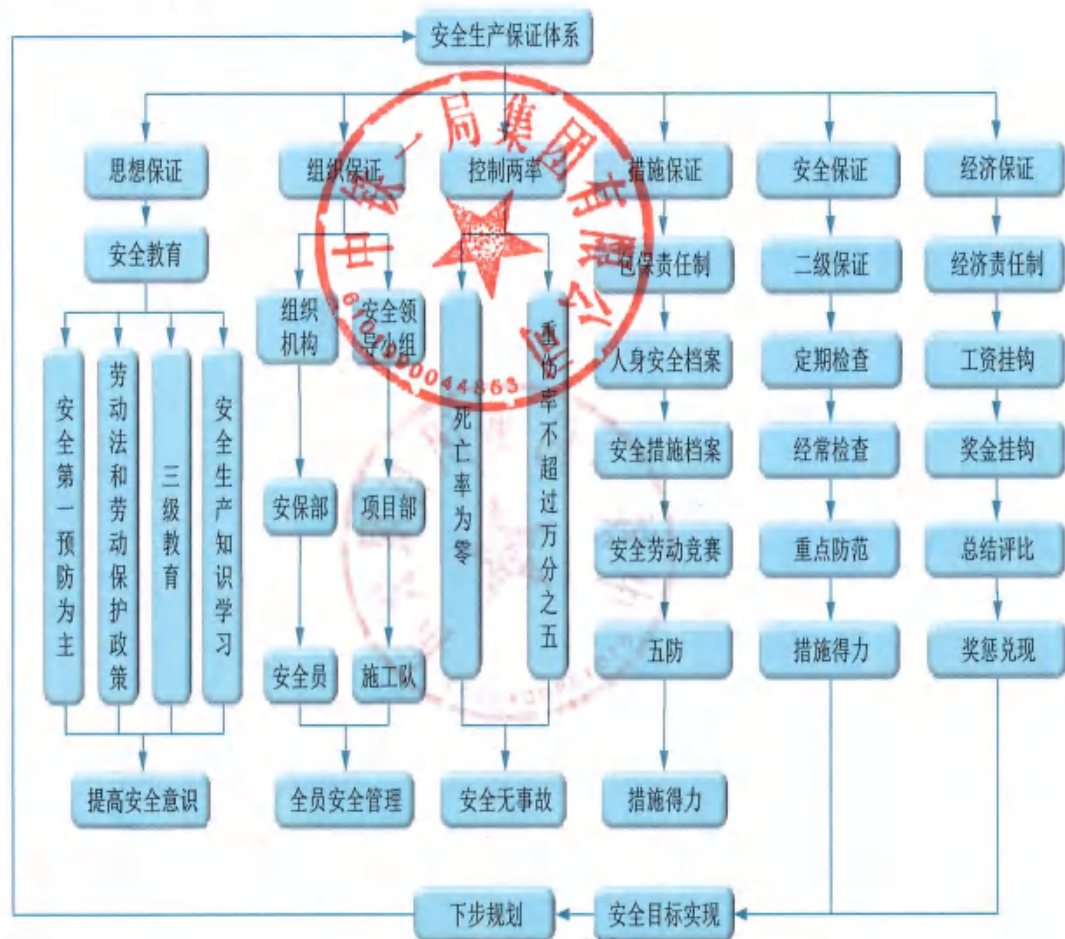 安全生产保证体系
思想保证
组织保证
控制两率
措施保证
安全保证
经济保证
安全教育
包保责任制
二级保证
经济责任制
组织
机构
安全领
导小组
安全第一预防为主
劳动法和劳动保护政策
三级教育
安全生产知识学习
死亡率为零
重伤率不超过万分之五
人身安全档案
定期检查
工资挂钩
安全措施档案
经常检查
奖金挂钩
安保部
项目部
安全劳动竞赛
重点防范
总结评比
安全员
施工队
五防
措施得力
奖惩兑现
提高安全意识
全员安全管理
安全无事故
措施得力
下步规划
安全目标实现
中铁一局集团有限公司